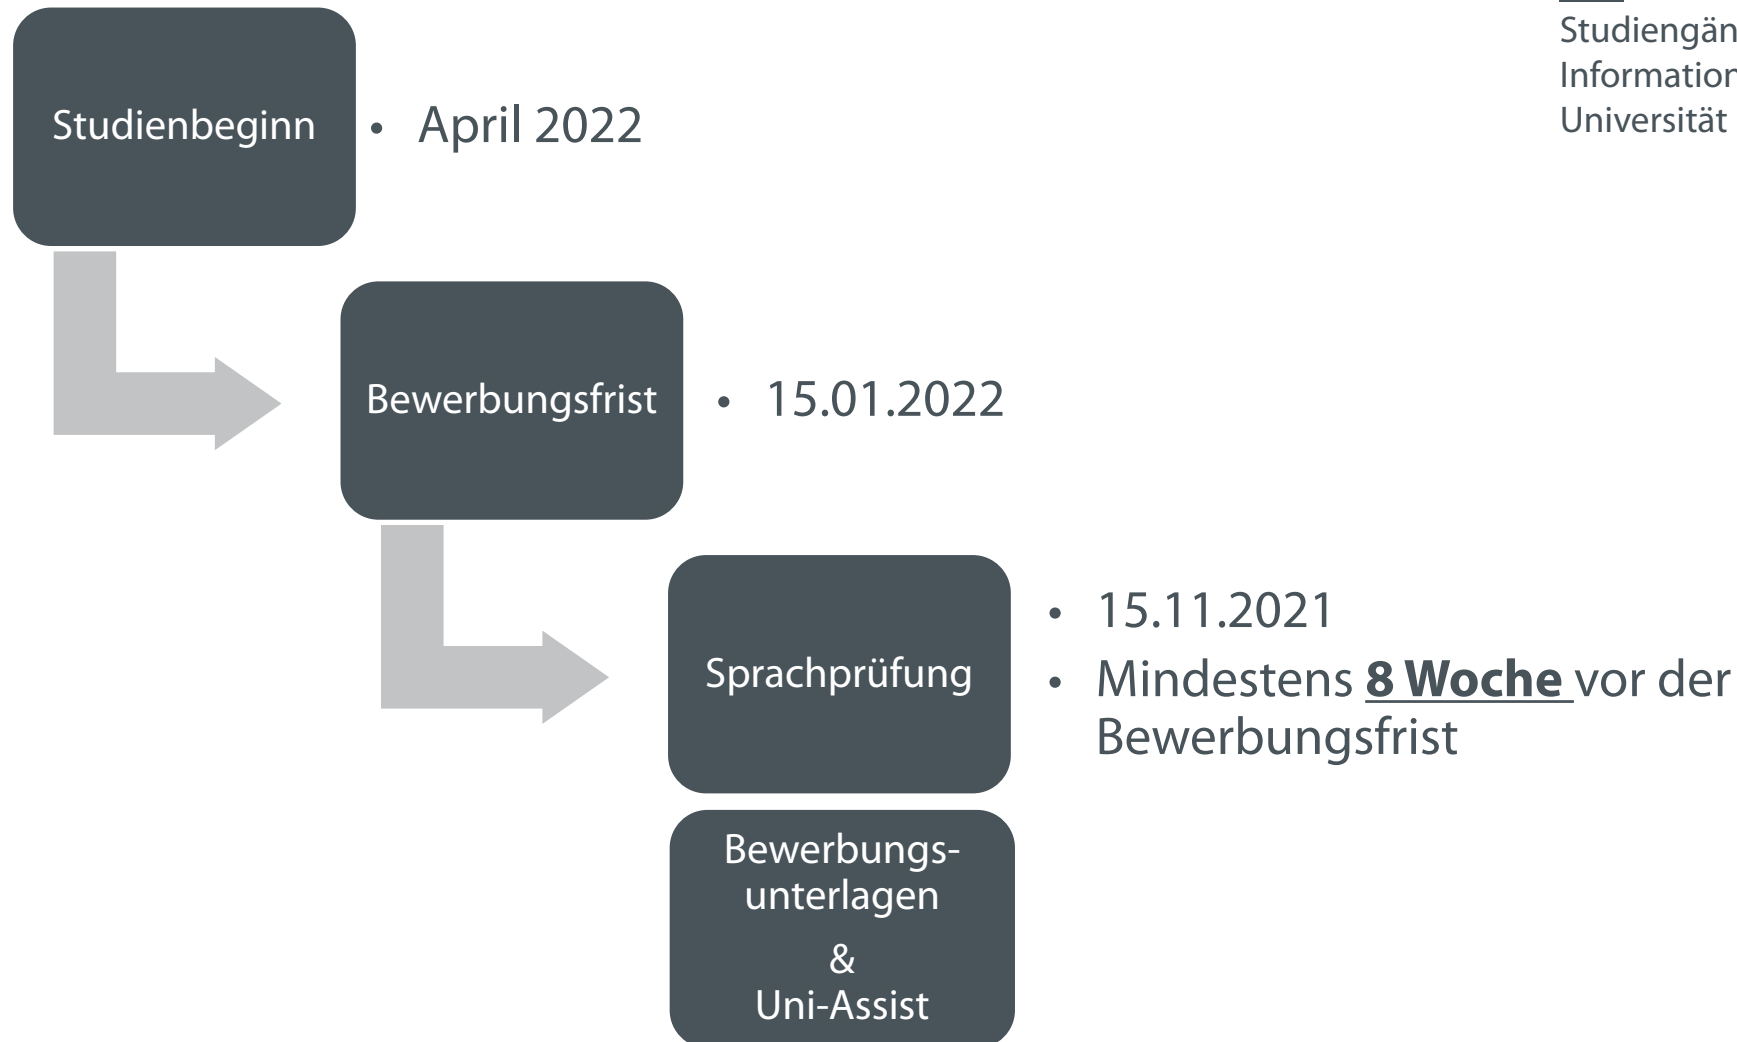 Studiengän
Information
Universität
Studienbeginn
• April 2022
Bewerbungsfrist
• 15.01.2022
Sprachprüfung
• 15.11.2021
• Mindestens 8 Woche vor der
Bewerbungsfrist
Bewerbungs-
unterlagen
&
Uni-Assist